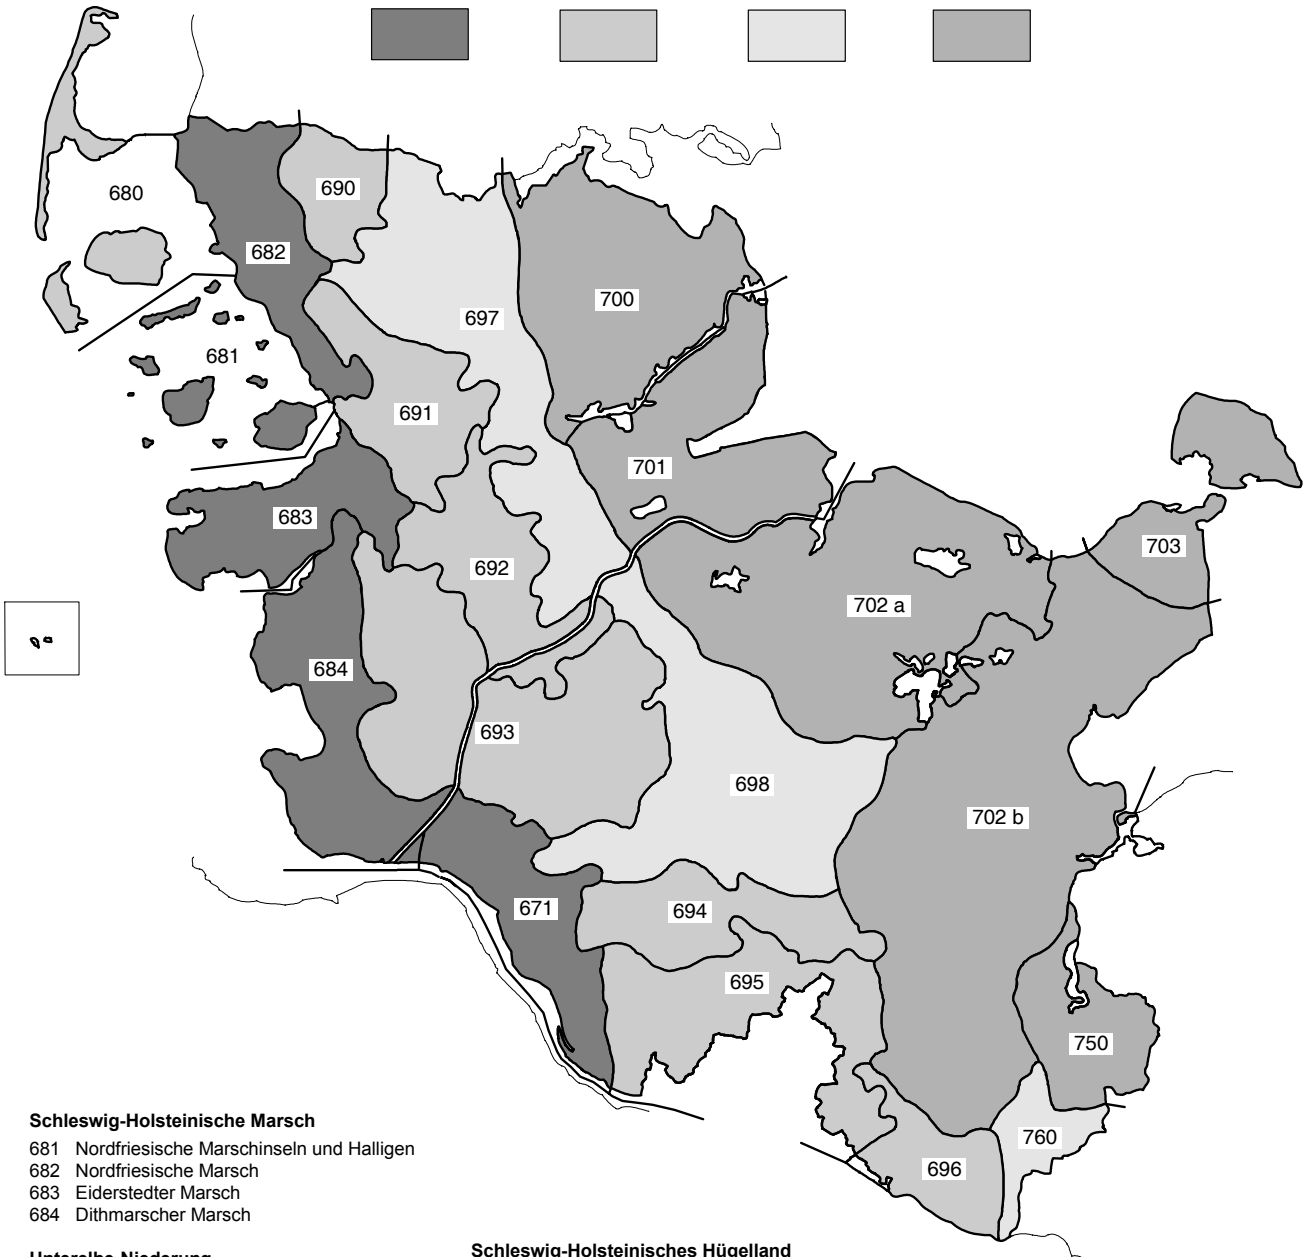 680
690
682
697
700
681
691
701
683
703
692
702 a
684
693
698
702 b
671
694
695
750
760
696
Schleswig-Holsteinische Marsch
681 Nordfriesische Marschinseln und Halligen
682 Nordfriesische Marsch
683 Eiderstedter Marsch
684 Dithmarscher Marsch
Unterelbe-Niederung
Schleswig-Holsteinisches Hügelland